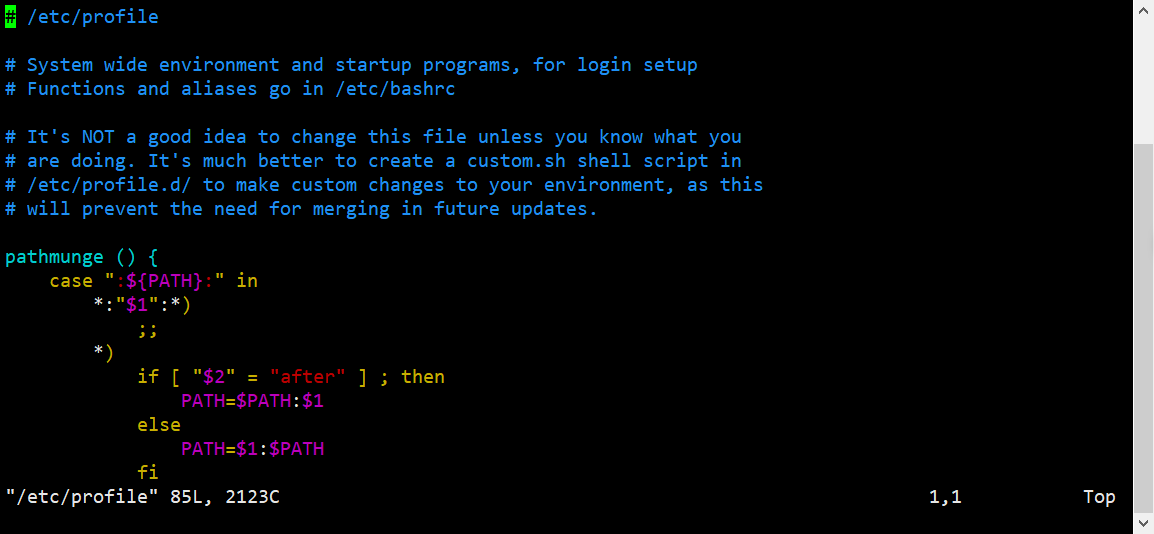 # /etc/profile
# System wide environment and startup programs, for login setup
# Functions and aliases go in /etc/bashrc
# It's NOT a good idea to change this file unless you know what you
# are doing. It's much better to create a custom.sh shell script in
# /etc/profile.d/ to make custom changes to your environment, as this
# will prevent the need for merging in future updates.
pathmunge () {
    case ":${PATH}:" in
        *:"$1":*)
            ;;
        *)
            if [ "$2" = "after" ] ; then
                PATH=$PATH:$1
            else
                PATH=$1:$PATH
            fi
"/etc/profile" 85L, 2123C 1,1 Top